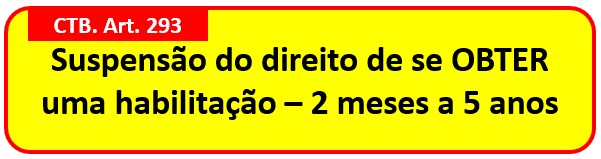 CTB. Art. 293
Suspensão do direito de se OBTER
uma habilitação – 2 meses a 5 anos